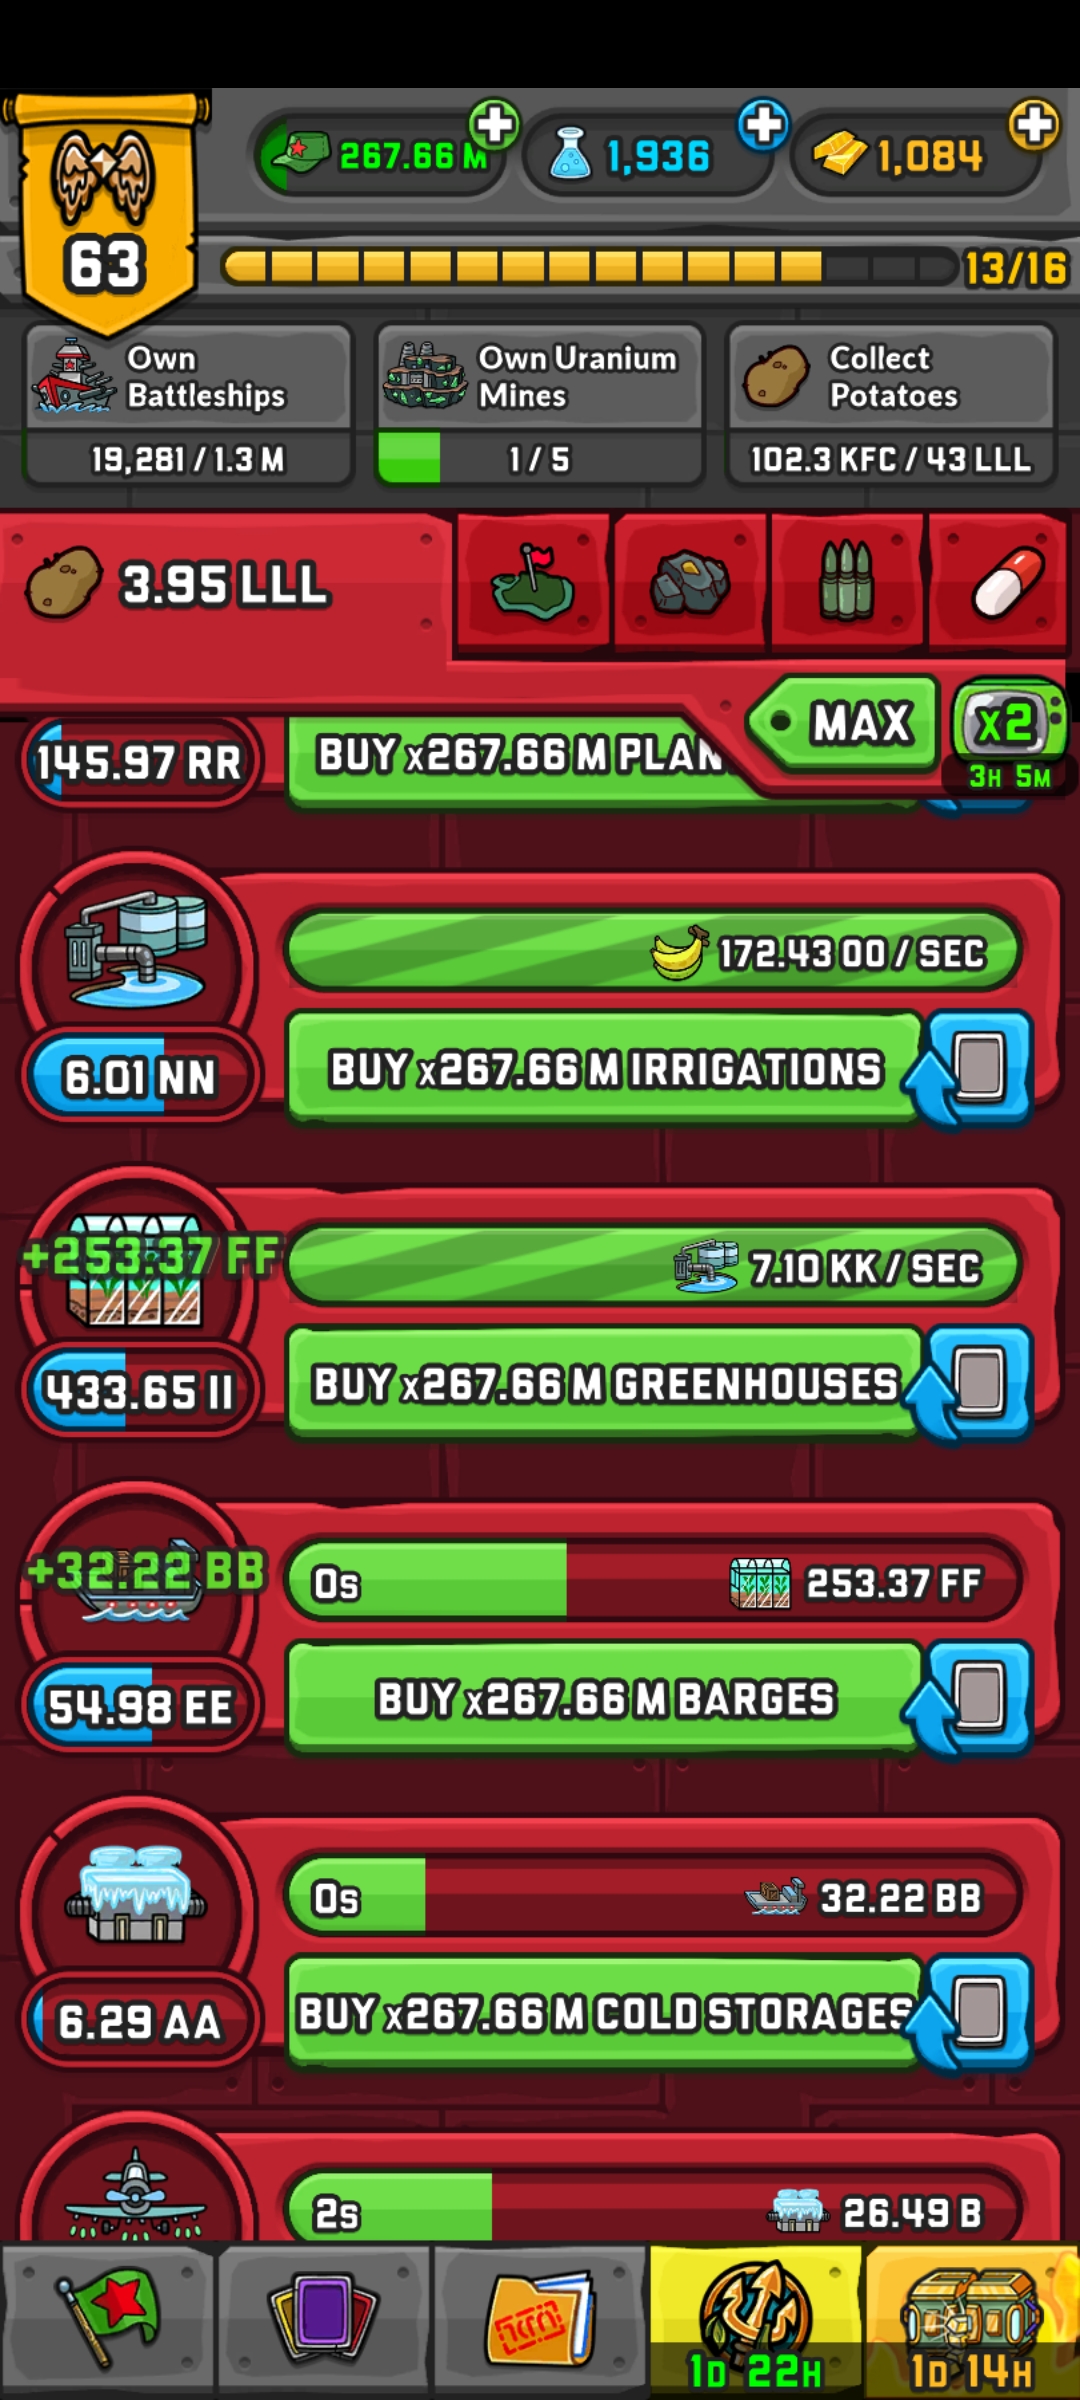 267.66 M
1,936
1,084
63
13/16
Own
Battleships
19,281 / 1.3 M
Own Uranium
Mines
1 / 5
Collect
Potatoes
102.3 KFC / 43 LLL
3.95 LLL
MAX
x2
3H 5M
145.97 RR
BUY x267.66 M PLAN
172.43 OO / SEC
6.01 NN
BUY x267.66 M IRRIGATIONS
+253.37 FF
7.10 KK / SEC
433.65 II
BUY x267.66 M GREENHOUSES
+32.22 BB
0s
253.37 FF
54.98 EE
BUY x267.66 M BARGES
0s
32.22 BB
6.29 AA
BUY x267.66 M COLD STORAGES
2s
26.49 B
1D 22H
1D 14H